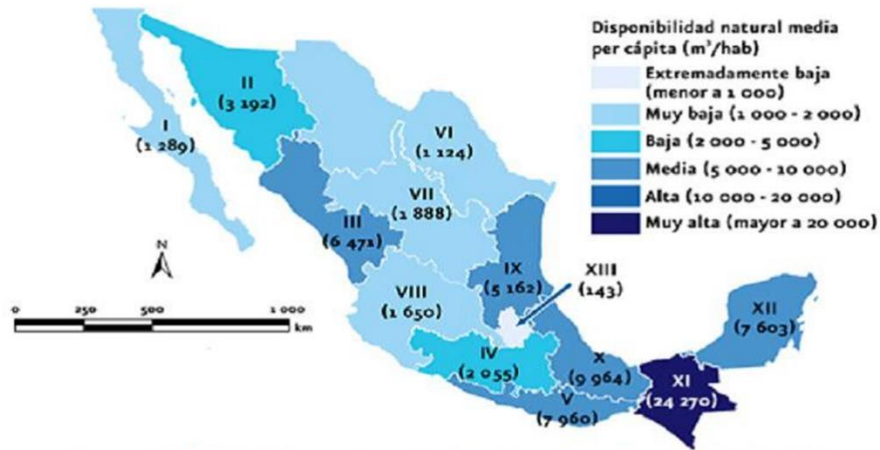 Disponibilidad natural media
per cápita (m³/hab)
Extremadamente baja
(menor a 1 000)
Muy baja (1 000 - 2 000)
Baja (2 000 - 5 000)
Media (5 000 - 10 000)
Alta (10 000 - 20 000)
Muy alta (mayor a 20 000)
I
(1 289)
II
(3 192)
VI
(1 124)
VII
(1 888)
III
(6 471)
N
IX
(5 162)
XIII
(143)
VIII
(1 650)
XII
(7 603)
0 250 500 1 000
km
IV
(2 055)
X
(9 964)
XI
(24 270)
V
(7 960)